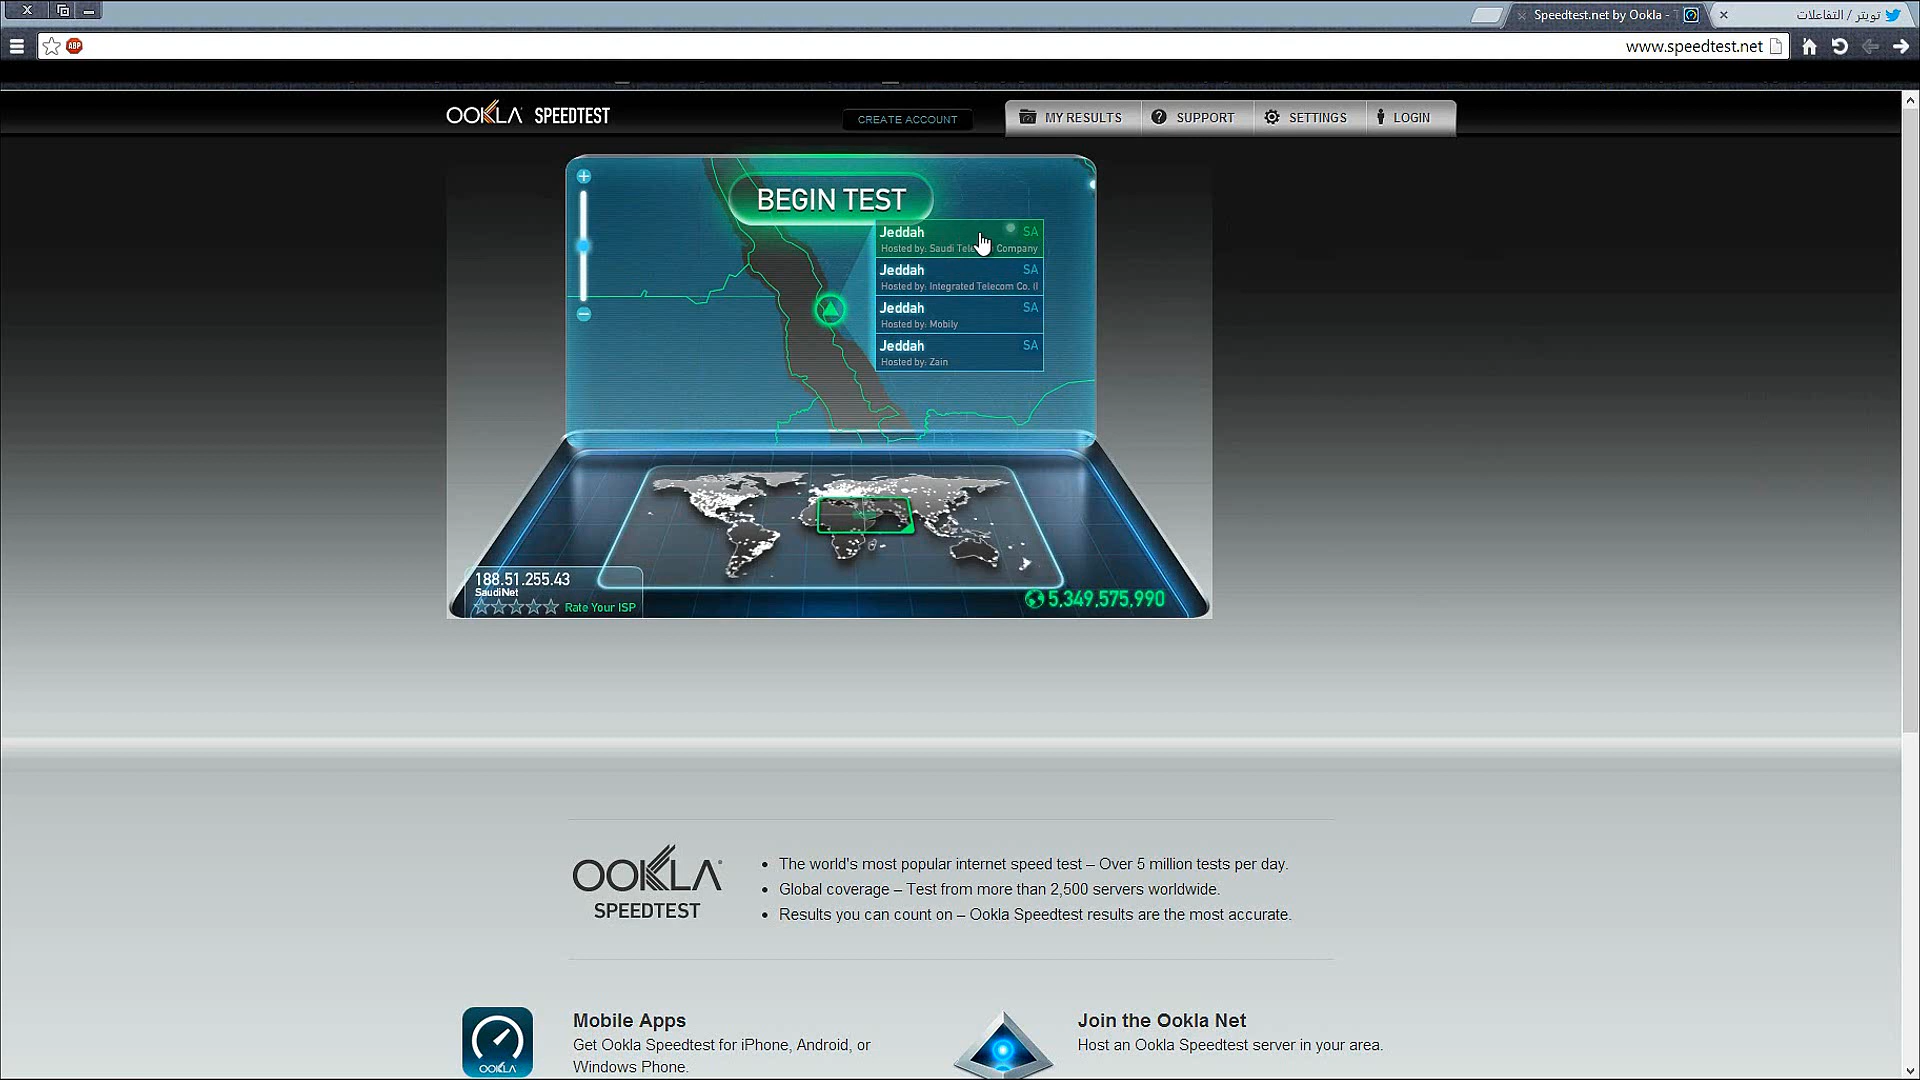 Speedtest.net by Ookla - T
تويتر / التفاعلات
ABP
www.speedtest.net
OOKLA SPEEDTEST
CREATE ACCOUNT
MY RESULTS
SUPPORT
SETTINGS
LOGIN
BEGIN TEST
Jeddah SA
Hosted by: Saudi Company
Jeddah SA
Hosted by: Integrated Telecom Co.
Jeddah SA
Hosted by: Mobily
Jeddah SA
Hosted by: Zain
188.51.255.43
SaudiNet
Rate Your ISP
5,349,575,990
OOKLA
SPEEDTEST
• The world's most popular internet speed test – Over 5 million tests per day.
• Global coverage – Test from more than 2,500 servers worldwide.
• Results you can count on – Ookla Speedtest results are the most accurate.
OOKLA
Mobile Apps
Get Ookla Speedtest for iPhone, Android, or
Windows Phone.
Join the Ookla Net
Host an Ookla Speedtest server in your area.